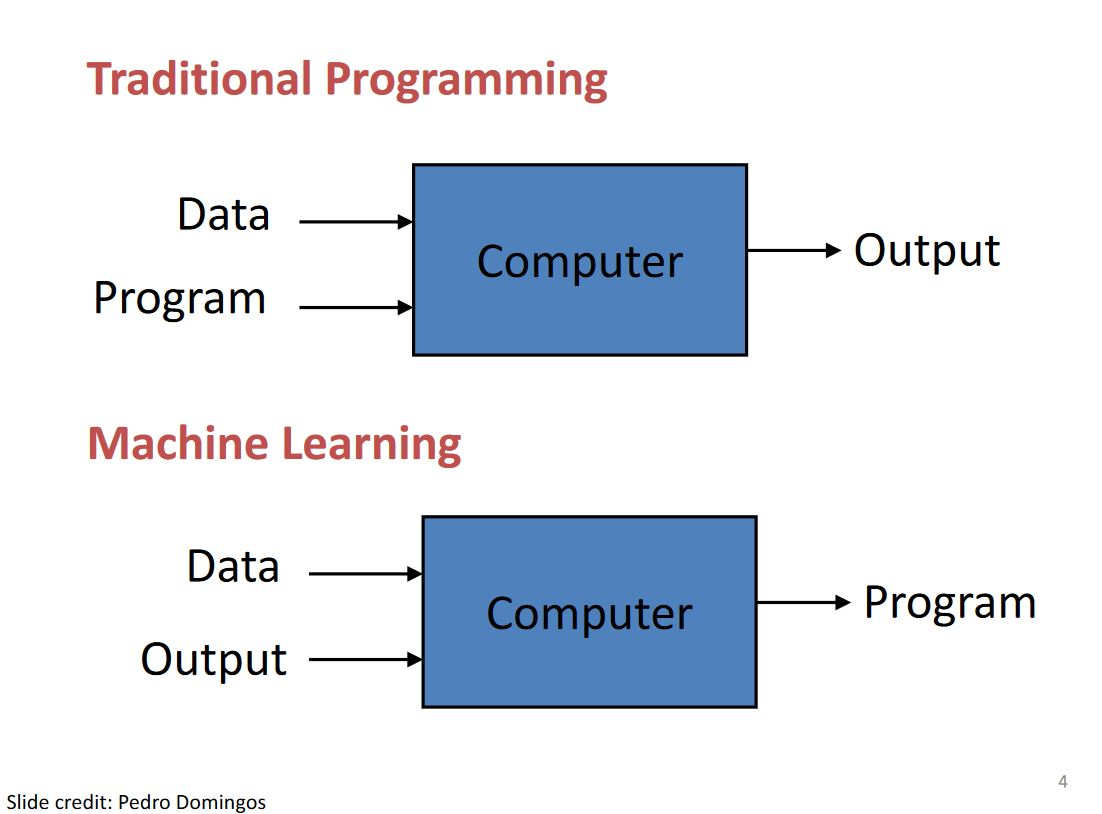 Traditional Programming
Data
Program
Computer
Output
Machine Learning
Data
Output
Computer
Program
4
Slide credit: Pedro Domingos